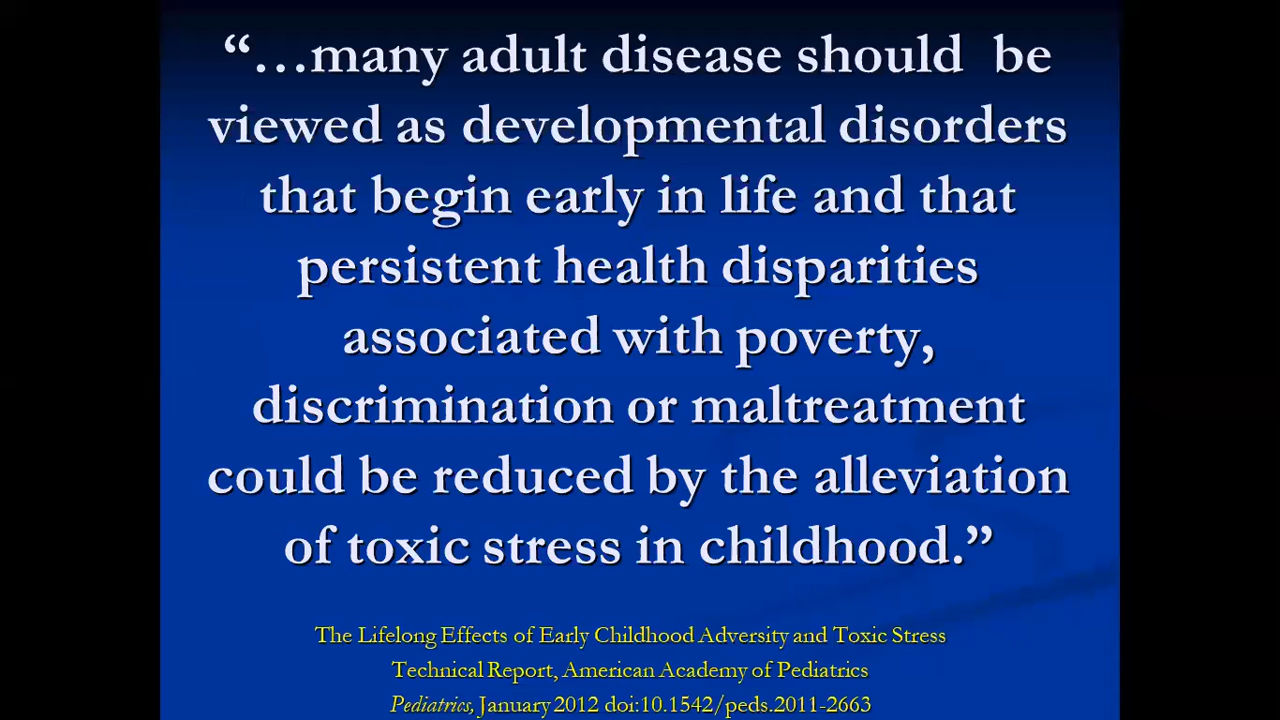 “…many adult disease should  be
viewed as developmental disorders
that begin early in life and that
persistent health disparities
associated with poverty,
discrimination or maltreatment
could be reduced by the alleviation
of toxic stress in childhood.”
The Lifelong Effects of Early Childhood Adversity and Toxic Stress
Technical Report, American Academy of Pediatrics
Pediatrics, January 2012 doi:10.1542/peds.2011-2663